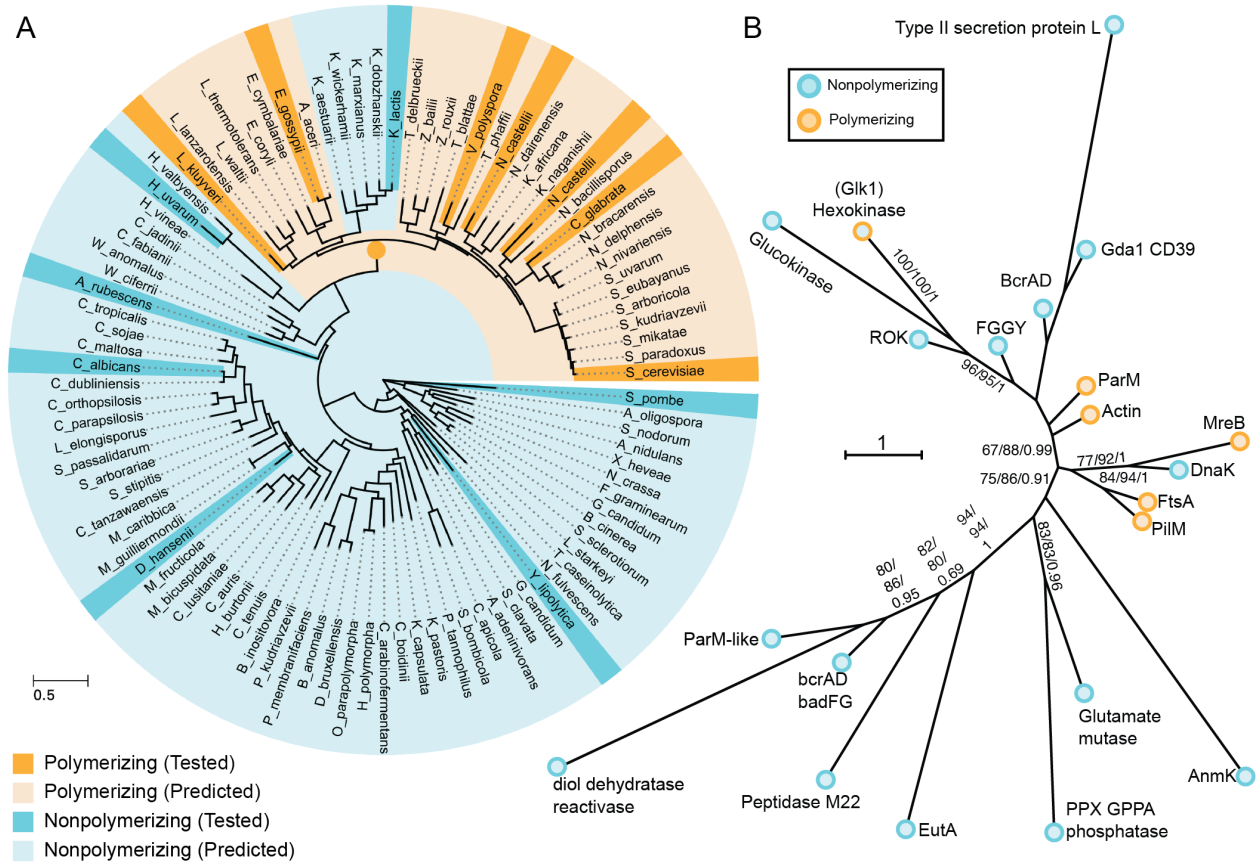 A
K_lactis
K_dobzhanskii
K_marxianus
K_wickerhamii
K_aestuarii
A_aceri
E_gossypii
E_cymbalariae
E_coryli
L_waltii
L_thermotolerans
L_lanzarotensis
L_kluyveri
H_valbyensis
H_uvarum
H_vineae
C_jadinii
C_fabianii
W_anomalus
W_ciferrii
A_rubescens
C_tropicalis
C_sojae
C_maltosa
C_albicans
C_dubliniensis
C_orthopsilosis
C_parapsilosis
L_elongisporus
S_passalidarum
S_arborariae
S_stipitis
C_tanzawaensis
M_caribbica
M_guilliermondii
D_hansenii
M_fructicola
M_bicuspidata
C_lusitaniae
C_auris
H_burtonii
C_tenuis
B_inositovora
P_kudriavzevii
P_membranifaciens
B_anomalus
D_bruxellensis
O_parapolymorpha
H_polymorpha
C_arabinofermentans
C_boidinii
K_capsulata
K_pastoris
P_tannophilus
S_bombicola
C_apicola
A_adeninivorans
S_clavata
G_candidum
Y_lipolytica
N_fulvescens
T_caseinolytica
L_starkeyi
S_sclerotiorum
B_cinerea
G_candidum
F_graminearum
N_crassa
X_heveae
A_nidulans
S_nodorum
A_oligospora
S_pombe
S_cerevisiae
S_paradoxus
S_mikatae
S_kudriavzevii
S_arboricola
S_eubayanus
S_uvarum
N_nivariensis
N_delphensis
N_bracarensis
C_glabrata
N_bacillisporus
N_castellii
K_naganishii
K_africana
N_dairenensis
N_castellii
T_phaffii
V_polyspora
T_blattae
Z_rouxii
Z_bailii
T_delbrueckii
0.5
Polymerizing (Tested)
Polymerizing (Predicted)
Nonpolymerizing (Tested)
Nonpolymerizing (Predicted)
B
Type II secretion protein L
Nonpolymerizing
Polymerizing
(Glk1)
Hexokinase
Glucokinase
100/100/1
Gda1 CD39
BcrAD
ROK
FGGY
96/95/1
ParM
Actin
1
MreB
67/88/0.99
77/92/1
DnaK
75/86/0.91
84/94/1
FtsA
PilM
94/
94/
1
82/
80/
0.69
80/
86/
0.95
83/83/0.96
ParM-like
bcrAD
badFG
Glutamate
mutase
diol dehydratase
reactivase
Peptidase M22
EutA
PPX GPPA
phosphatase
AnmK